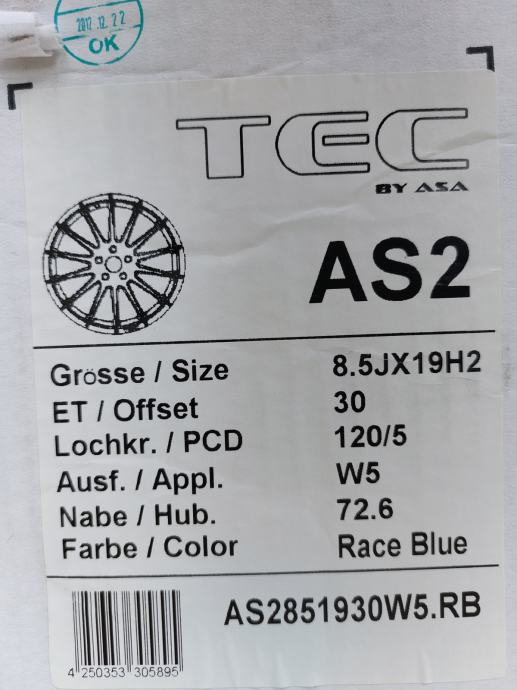 2017.12.22
OK
TEC
BY ASA
AS2
Grösse / Size 8.5JX19H2
ET / Offset 30
Lochkr. / PCD 120/5
Ausf. / Appl. W5
Nabe / Hub. 72.6
Farbe / Color Race Blue
AS2851930W5.RB
4 250353 305895